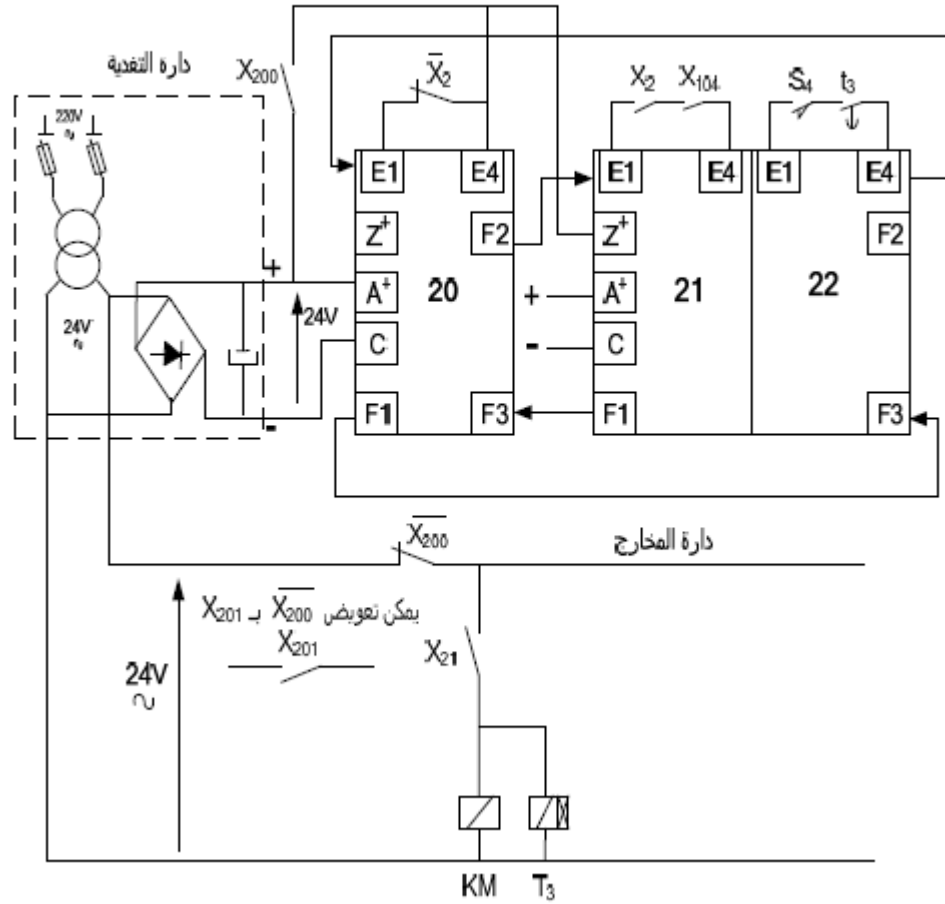 دارة التغذية
X200
X̅2
X2 X104 S4 t3
220V
~
E1 E4 E1 E4 E1 E4
Z+ F2 Z+ F2
+
A+ 20 + A+ 21 22
24V
~
24V
C - C
F1 F3 F1 F3
-
X̅200
دارة المخارج
يمكن تعويض X̅200 بـ X201
X201
X21
24V
~
KM T3